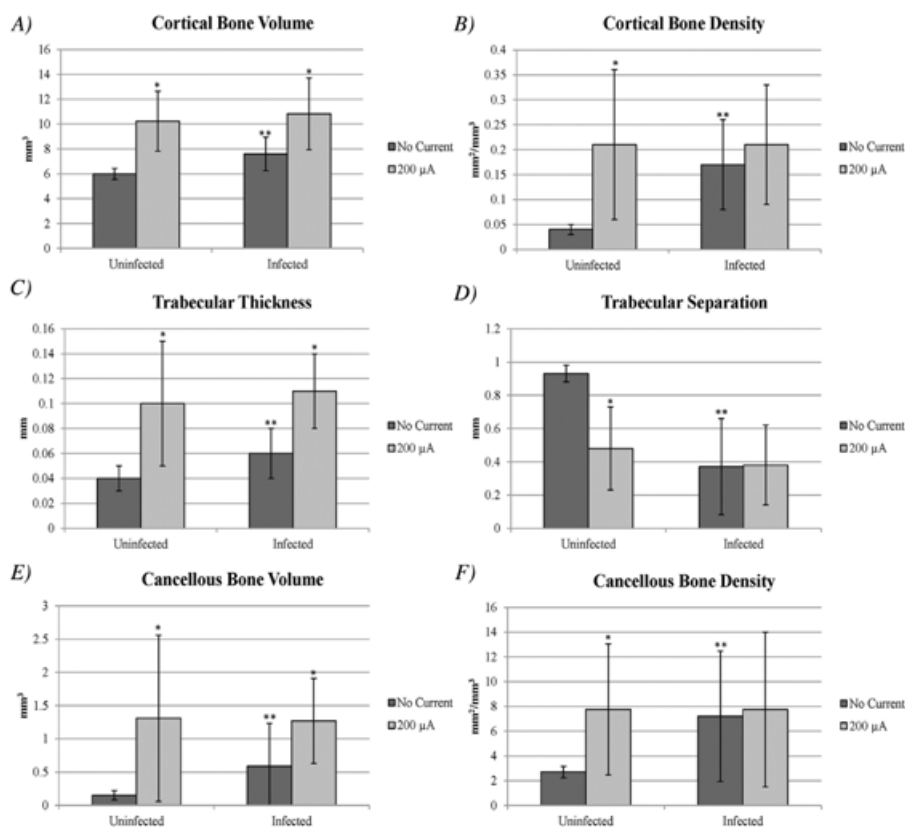 A)
Cortical Bone Volume
16
14
12
10
8
6
4
2
0
mm³
*
**
*
Uninfected
Infected
No Current
200 µA
B)
Cortical Bone Density
0.4
0.35
0.3
0.25
0.2
0.15
0.1
0.05
0
mm²/mm³
*
**
Uninfected
Infected
No Current
200 µA
C)
Trabecular Thickness
0.16
0.14
0.12
0.1
0.08
0.06
0.04
0.02
0
mm
*
**
*
Uninfected
Infected
No Current
200 µA
D)
Trabecular Separation
1.2
1
0.8
0.6
0.4
0.2
0
mm
*
**
Uninfected
Infected
No Current
200 µA
E)
Cancellous Bone Volume
3
2.5
2
1.5
1
0.5
0
mm³
*
**
*
Uninfected
Infected
No Current
200 µA
F)
Cancellous Bone Density
16
14
12
10
8
6
4
2
0
mm²/mm³
*
**
Uninfected
Infected
No Current
200 µA